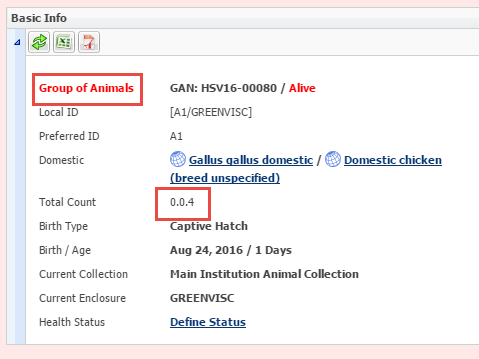 Basic Info
Group of Animals GAN: HSV16-00080 / Alive
Local ID [A1/GREENVISC]
Preferred ID A1
Domestic Gallus gallus domestic / Domestic chicken
(breed unspecified)
Total Count 0.0.4
Birth Type Captive Hatch
Birth / Age Aug 24, 2016 / 1 Days
Current Collection Main Institution Animal Collection
Current Enclosure GREENVISC
Health Status Define Status